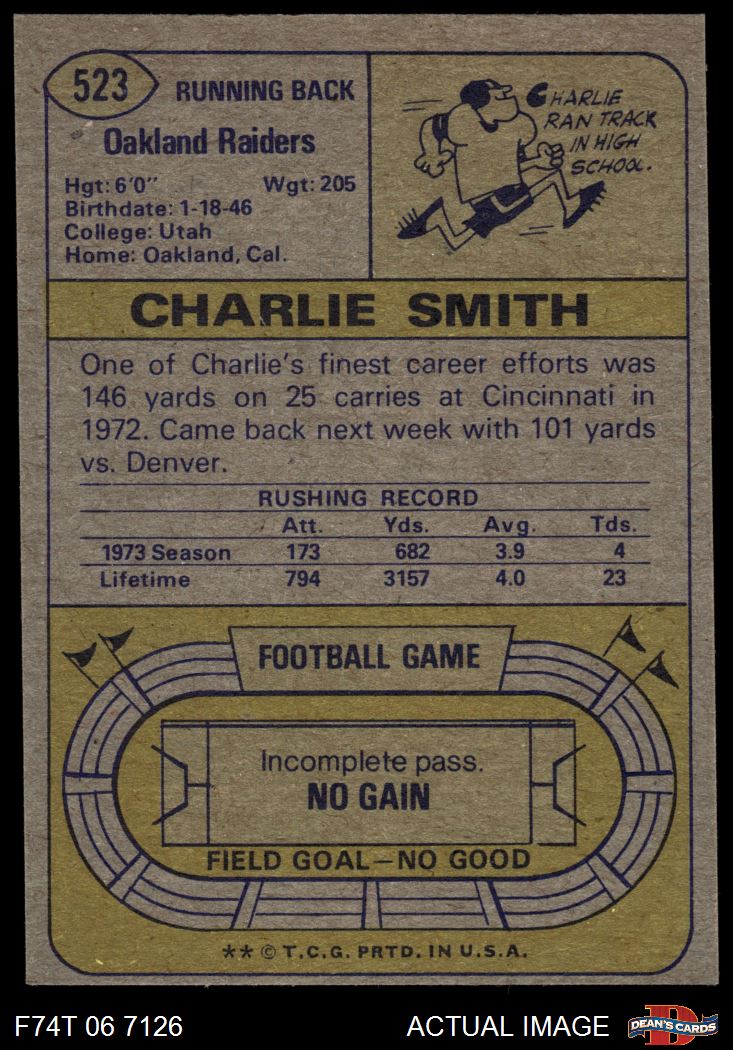 523
RUNNING BACK
Oakland Raiders
Hgt: 6'0" Wgt: 205
Birthdate: 1-18-46
College: Utah
Home: Oakland, Cal.
CHARLIE
RAN TRACK
IN HIGH
SCHOOL.
CHARLIE SMITH
One of Charlie's finest career efforts was
146 yards on 25 carries at Cincinnati in
1972. Came back next week with 101 yards
vs. Denver.
RUSHING RECORD
Att. Yds. Avg. Tds.
1973 Season 173 682 3.9 4
Lifetime 794 3157 4.0 23
FOOTBALL GAME
Incomplete pass.
NO GAIN
FIELD GOAL—NO GOOD
** © T.C.G. PRTD. IN U.S.A.
F74T 06 7126 ACTUAL IMAGE
D
DEAN'S CARDS